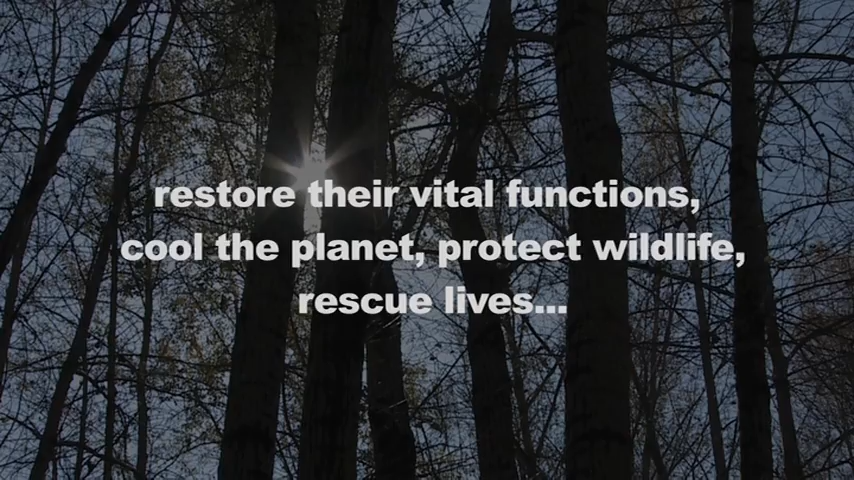 restore their vital functions,
cool the planet, protect wildlife,
rescue lives...